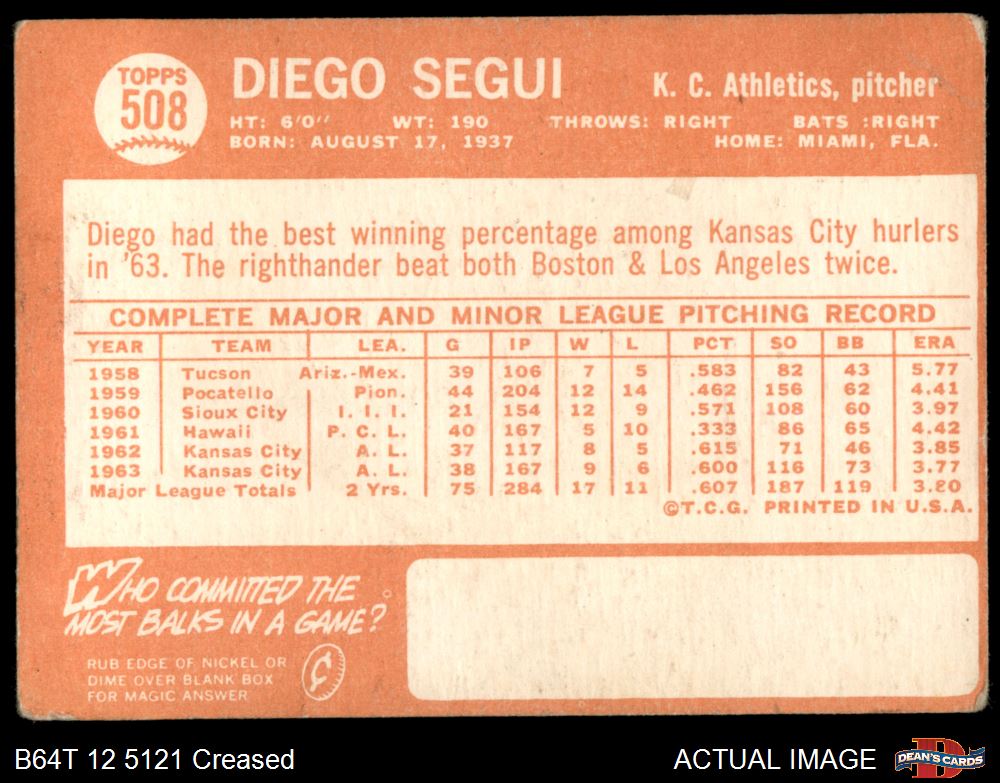 TOPPS
508
DIEGO SEGUI
K. C. Athletics, pitcher
HT: 6'0" WT: 190 THROWS: RIGHT BATS :RIGHT
BORN: AUGUST 17, 1937 HOME: MIAMI, FLA.
Diego had the best winning percentage among Kansas City hurlers
in '63. The righthander beat both Boston & Los Angeles twice.
COMPLETE MAJOR AND MINOR LEAGUE PITCHING RECORD
YEAR TEAM LEA. G IP W L PCT SO BB ERA
1958 Tucson Ariz.-Mex. 39 106 7 5 .583 82 43 5.77
1959 Pocatello Pion. 44 204 12 14 .462 156 62 4.41
1960 Sioux City I. I. I. 21 154 12 9 .571 108 60 3.97
1961 Hawaii P. C. L. 40 167 5 10 .333 86 65 4.42
1962 Kansas City A. L. 37 117 8 5 .615 71 46 3.85
1963 Kansas City A. L. 38 167 9 6 .600 116 73 3.77
Major League Totals 2 Yrs. 75 284 17 11 .607 187 119 3.80
©T.C.G. PRINTED IN U.S.A.
WHO COMMITTED THE
MOST BALKS IN A GAME?
RUB EDGE OF NICKEL OR
DIME OVER BLANK BOX
FOR MAGIC ANSWER
¢
B64T 12 5121 Creased
ACTUAL IMAGE
D
DEAN'S CARDS